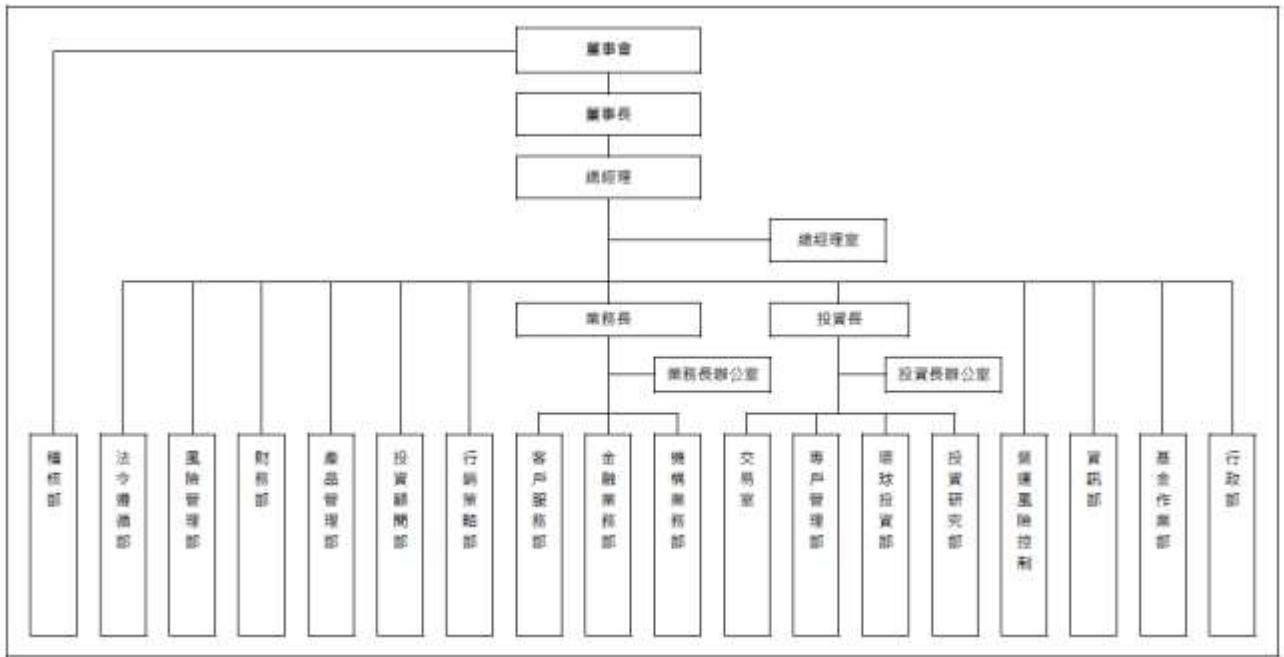 董事會
董事長
總經理
總經理室
業務長
投資長
業務長辦公室
投資長辦公室
稽核部
法令遵循部
風險管理部
財務部
產品管理部
投資顧問部
行銷策略部
客戶服務部
金融業務部
機構業務部
交易室
專戶管理部
環球投資部
投資研究部
營運風險控制
資訊部
基金作業部
行政部